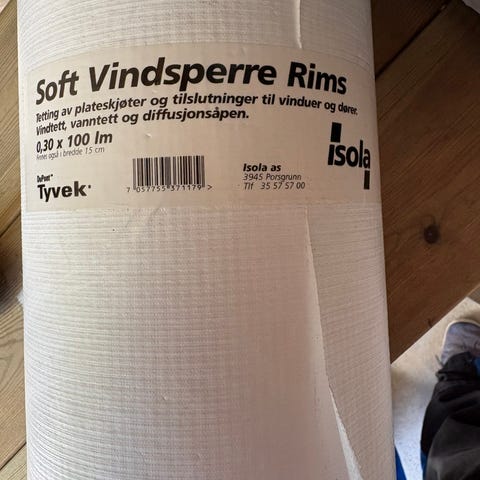 Soft Vindsperre Rims
Tetting av plateskjøter og tilslutninger til vinduer og dører.
Vindtett, vanntett og diffusjonsåpen.
0,30 x 100 lm
Finnes også i bredde 15 cm
DuPont™
Tyvek®
7 057755 371179 >
Isola as
3945 Porsgrunn
Tlf 35 57 57 00
Isola